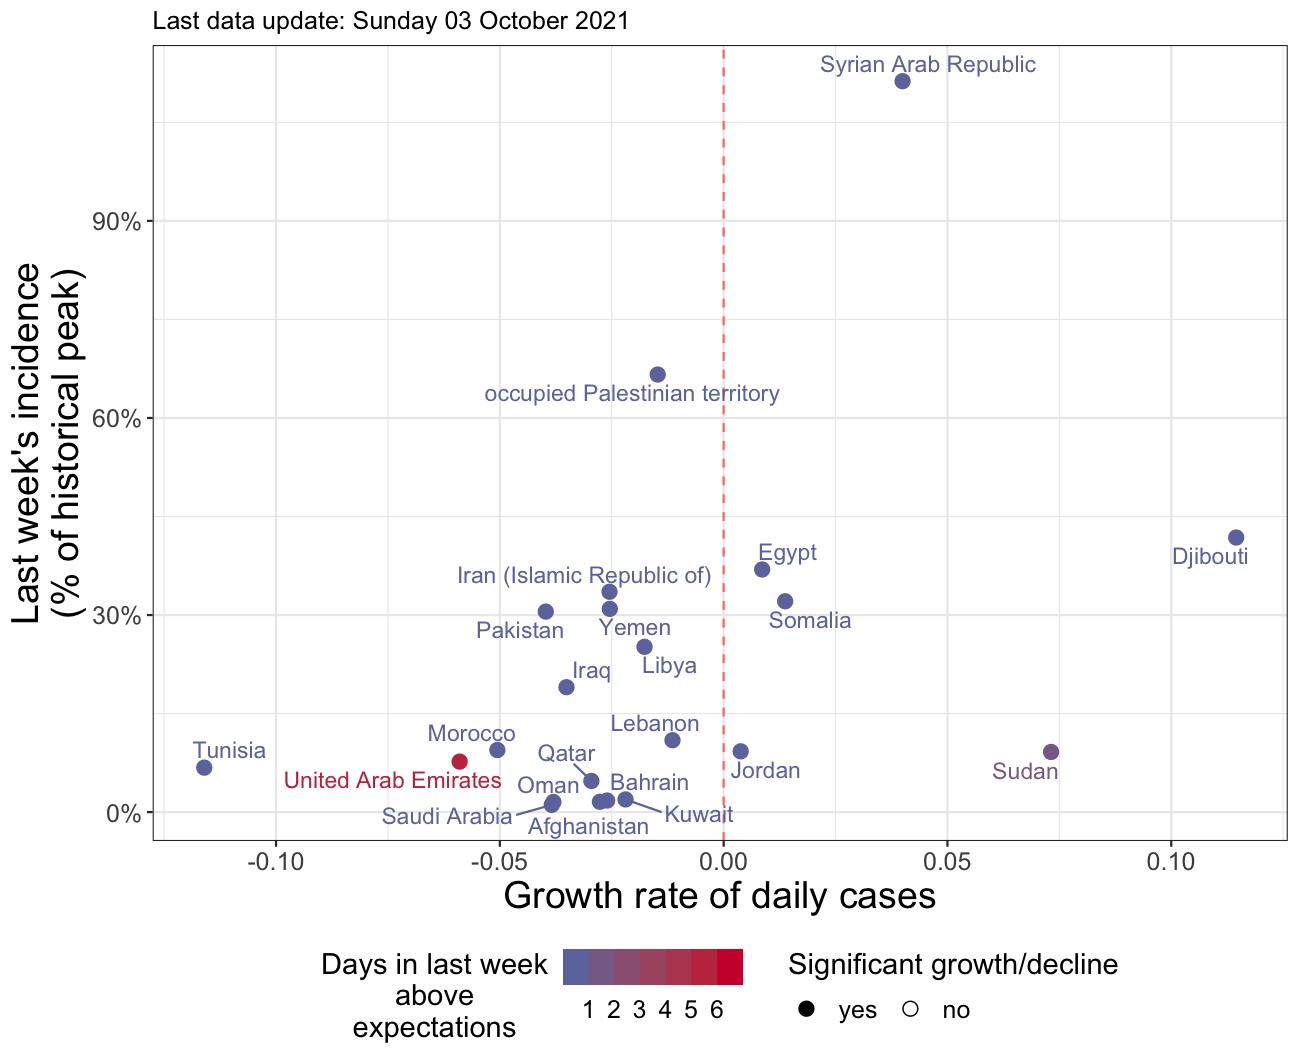 Last data update: Sunday 03 October 2021
Last week's incidence
(% of historical peak)
90%
60%
30%
0%
Syrian Arab Republic
occupied Palestinian territory
Djibouti
Egypt
Iran (Islamic Republic of)
Somalia
Yemen
Pakistan
Libya
Iraq
Lebanon
Morocco
Tunisia
Qatar
Jordan
Sudan
United Arab Emirates
Oman
Bahrain
Saudi Arabia
Kuwait
Afghanistan
-0.10 -0.05 0.00 0.05 0.10
Growth rate of daily cases
Days in last week
above
expectations
1 2 3 4 5 6
Significant growth/decline
yes no